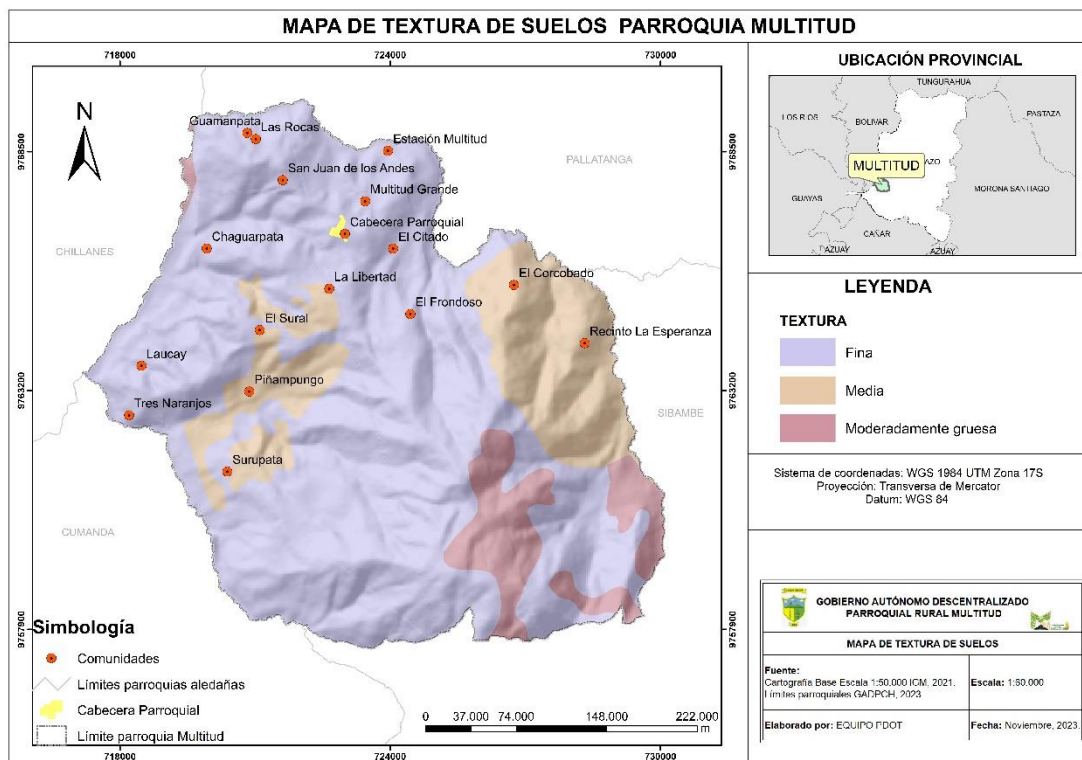 MAPA DE TEXTURA DE SUELOS PARROQUIA MULTITUD
718000
724000
730000
N
9768500
9768500
9763200
9763200
9757900
9757900
Guamanpata
Las Rocas
Estación Multitud
San Juan de los Andes
Multitud Grande
Cabecera Parroquial
Chaguarpata
El Citado
La Libertad
El Corcobado
El Frondoso
El Sural
Recinto La Esperanza
Laucay
Piñampungo
Tres Naranjos
Surupata
PALLATANGA
CHILLANES
SIBAMBE
CUMANDA
Simbología
Comunidades
Límites parroquias aledañas
Cabecera Parroquial
Límite parroquia Multitud
0 37.000 74.000 148.000 222.000
m
718000
724000
730000
UBICACIÓN PROVINCIAL
TUNGURAHUA
LOS RIOS
BOLIVAR
PASTAZA
MULTITUD
AZO
MORONA SANTIAGO
GUAYAS
CAÑAR
AZUAY
AZUAY
LEYENDA
TEXTURA
Fina
Media
Moderadamente gruesa
Sistema de coordenadas: WGS 1984 UTM Zona 17S
Proyección: Transversa de Mercator
Datum: WGS 84
GOBIERNO AUTÓNOMO DESCENTRALIZADO
PARROQUIAL RURAL MULTITUD
MAPA DE TEXTURA DE SUELOS
Fuente:
Cartografía Base Escala 1:50.000 IGM, 2021.
Límites parroquiales GADPCH, 2023
Escala: 1:60.000
Elaborado por: EQUIPO PDOT
Fecha: Noviembre, 2023.